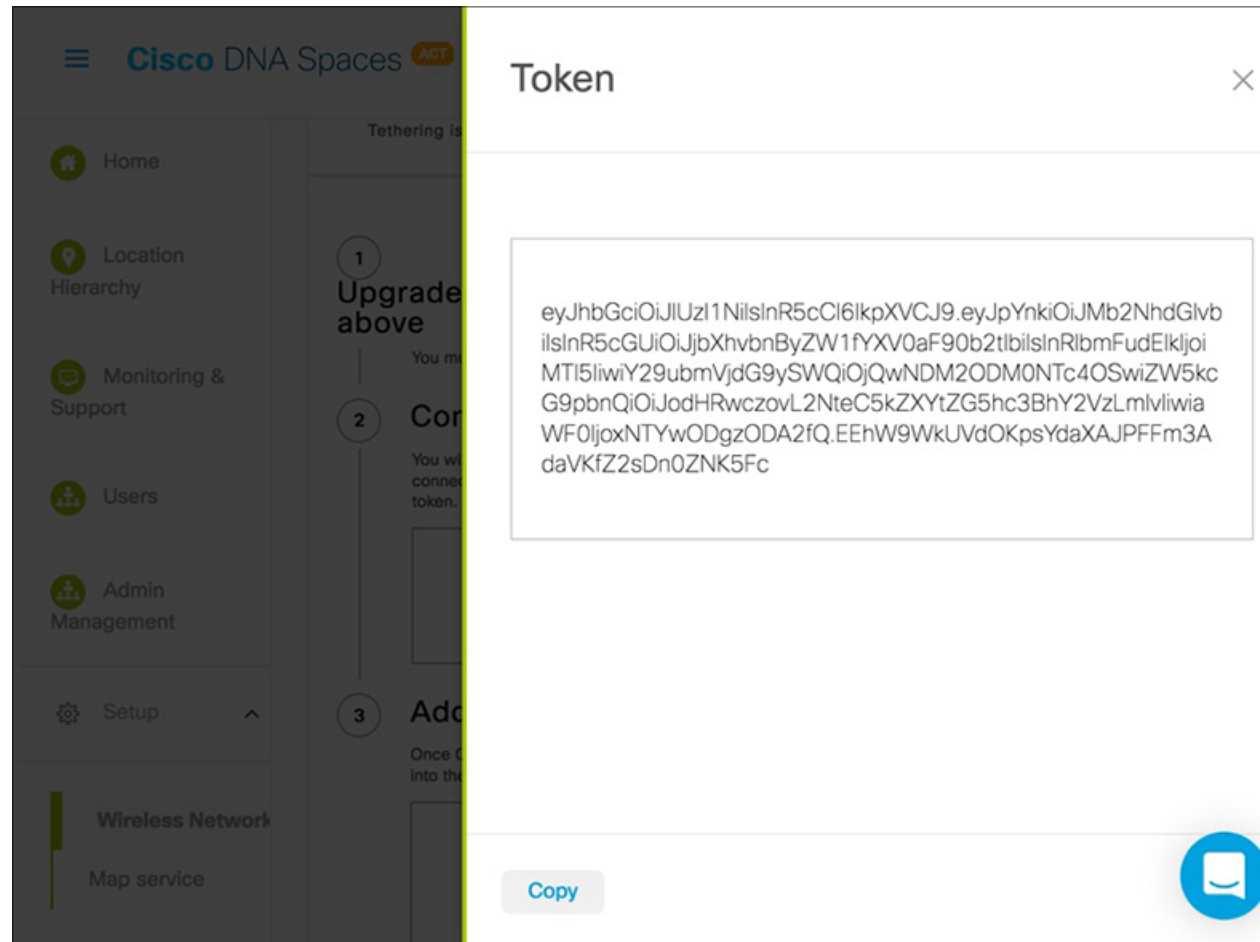 Cisco DNA Spaces ACT
Home
Location
Hierarchy
Monitoring &
Support
Users
Admin
Management
Setup
Wireless Network
Map service
Tethering is
1
Upgrade
above
You mu
2
Con
You wi
connec
token.
3
Add
Once C
into the
Token
eyJhbGciOiJIUzI1NiIsInR5cCI6IkpXVCJ9.eyJpYnkiOiJMb2NhdGlvb
iIsInR5cGUiOiJjbXhvbnByZW1fYXV0aF90b2tlbiIsInRlbmFudElkIjoi
MTI5IiwiY29ubmVjdG9ySWQiOjQwNDM2ODM0NTc4OSwiZW5kc
G9pbnQiOiJodHRwczovL2NteC5kZXYtZG5hc3BhY2VzLmlvIiwia
WF0IjoxNTYwODgzODA2fQ.EEhW9WkUVdOKpsYdaXAJPFFm3A
daVKfZ2sDn0ZNK5Fc
Copy